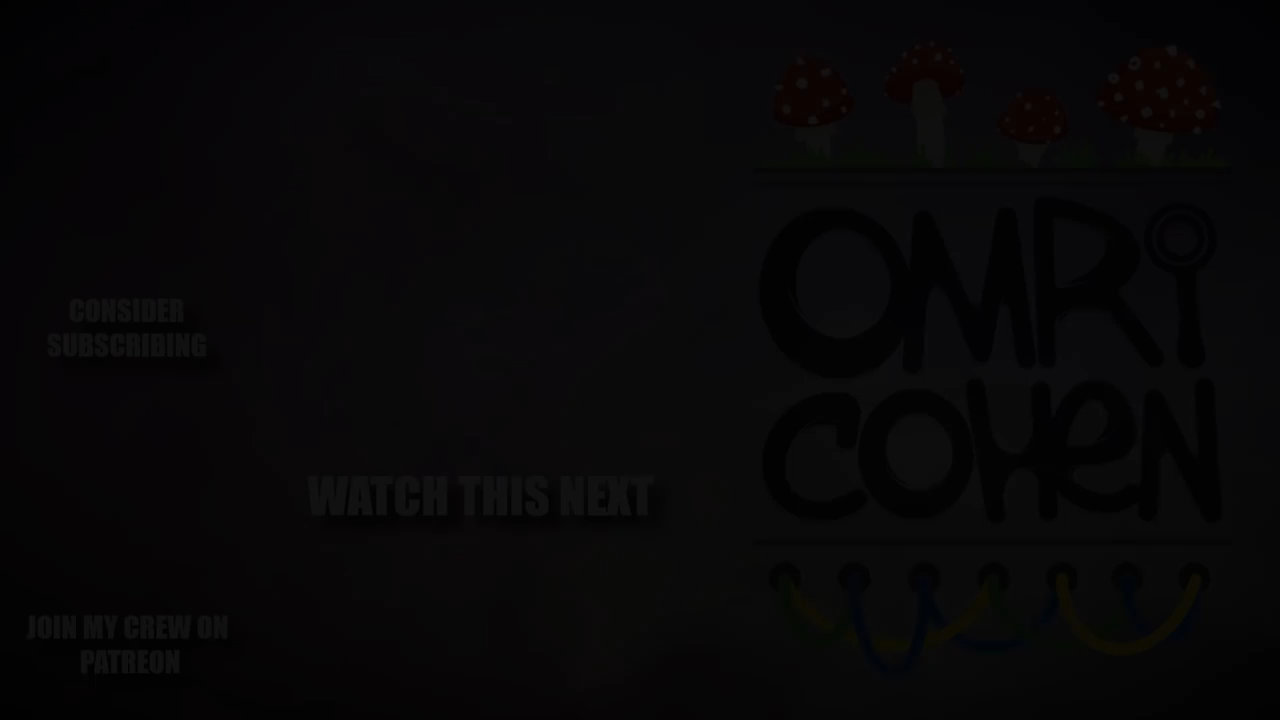 OMRi
COHeN
CONSIDER
SUBSCRIBING
WATCH THIS NEXT
JOIN MY CREW ON
PATREON